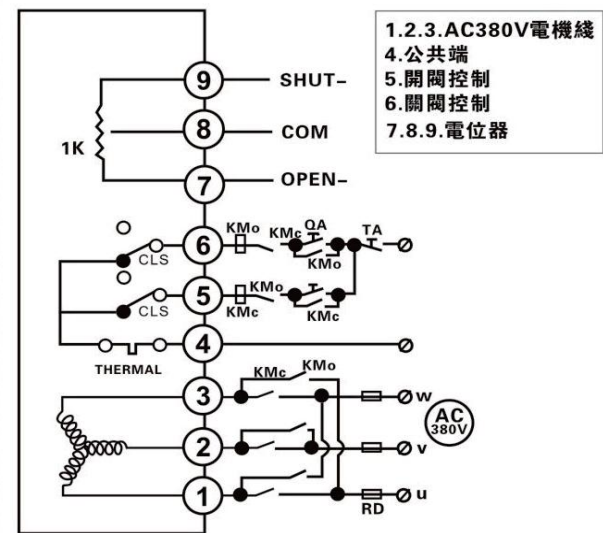 1.2.3.AC380V電機綫
4.公共端
5.開閥控制
6.關閥控制
7.8.9.電位器
9 SHUT-
8 COM
1K
7 OPEN-
KMo KMc QA TA
6
CLS KMo
KMo
5
CLS KMc KMc
4
THERMAL
KMc KMo
3 w
AC
380V
2 v
1 u
RD